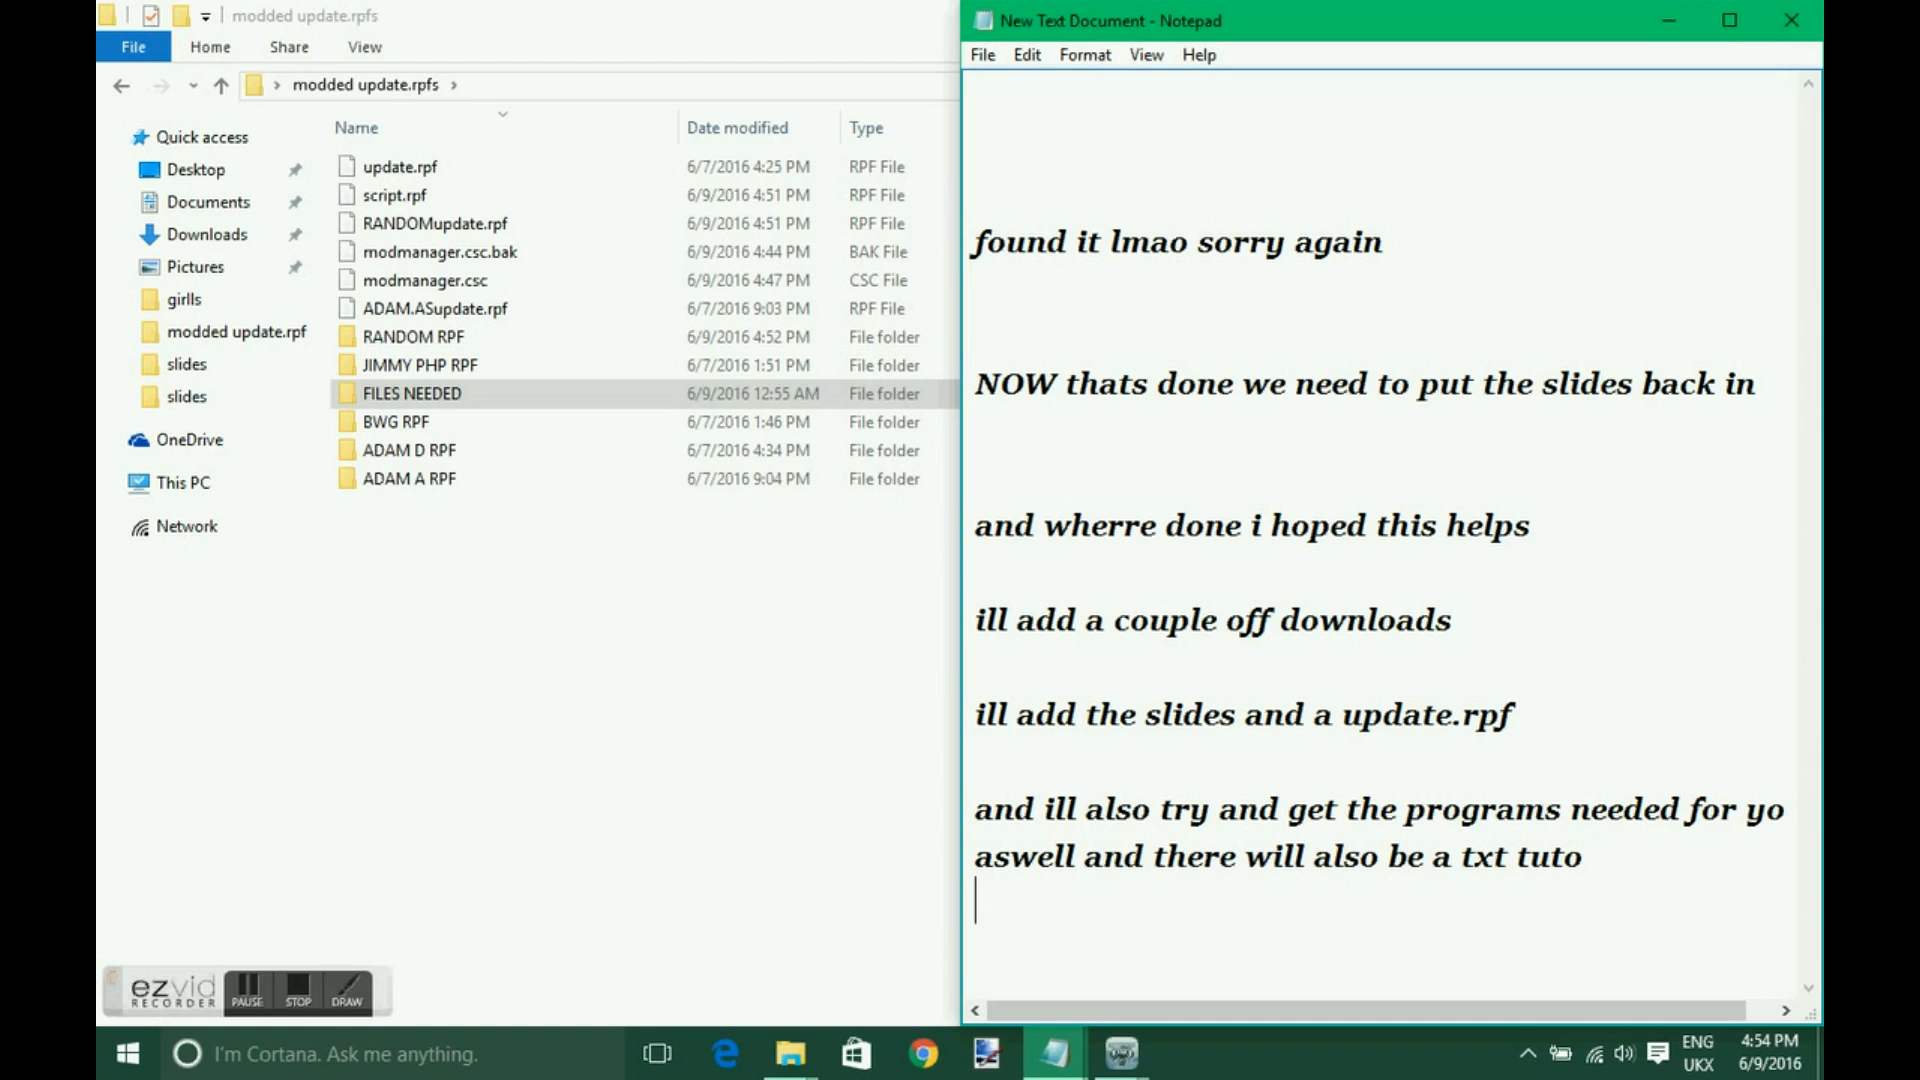 modded update.rpfs
File Home Share View
modded update.rpfs
Name Date modified Type
Quick access
Desktop
Documents
Downloads
Pictures
girlls
modded update.rpf
slides
slides
OneDrive
This PC
Network
update.rpf 6/7/2016 4:25 PM RPF File
script.rpf 6/9/2016 4:51 PM RPF File
RANDOMupdate.rpf 6/9/2016 4:51 PM RPF File
modmanager.csc.bak 6/9/2016 4:44 PM BAK File
modmanager.csc 6/9/2016 4:47 PM CSC File
ADAM.ASupdate.rpf 6/7/2016 9:03 PM RPF File
RANDOM RPF 6/9/2016 4:52 PM File folder
JIMMY PHP RPF 6/7/2016 1:51 PM File folder
FILES NEEDED 6/9/2016 12:55 AM File folder
BWG RPF 6/7/2016 1:46 PM File folder
ADAM D RPF 6/7/2016 4:34 PM File folder
ADAM A RPF 6/7/2016 9:04 PM File folder
New Text Document - Notepad
File Edit Format View Help
found it lmao sorry again
NOW thats done we need to put the slides back in
and wherre done i hoped this helps
ill add a couple off downloads
ill add the slides and a update.rpf
and ill also try and get the programs needed for yo
aswell and there will also be a txt tuto
ezvid
RECORDER
PAUSE STOP DRAW
I'm Cortana. Ask me anything.
ENG
UKX
4:54 PM
6/9/2016